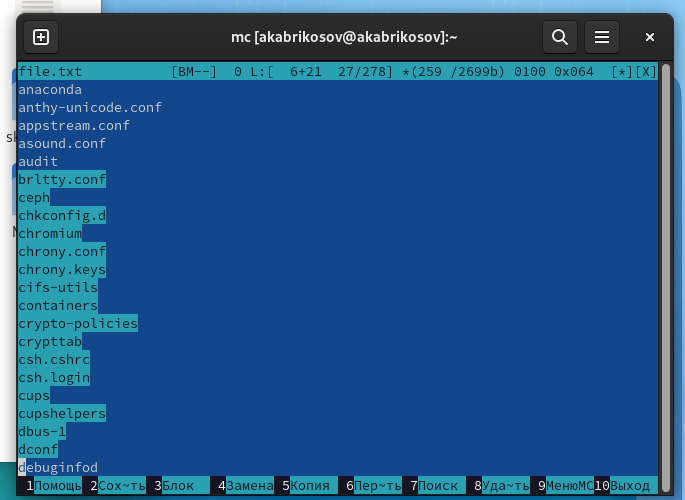 mc [akabrikosov@akabrikosov]:~
file.txt [BM--] 0 L:[ 6+21 27/278] *(259 /2699b) 0100 0x064 [*][X]
anaconda
anthy-unicode.conf
appstream.conf
asound.conf
audit
brltty.conf
ceph
chkconfig.d
chromium
chrony.conf
chrony.keys
cifs-utils
containers
crypto-policies
crypttab
csh.cshrc
csh.login
cups
cupshelpers
dbus-1
dconf
debuginfod
1Помощь 2Сох~ть 3Блок 4Замена 5Копия 6Пер~ть 7Поиск 8Уда~ть 9МенюMC 10Выход